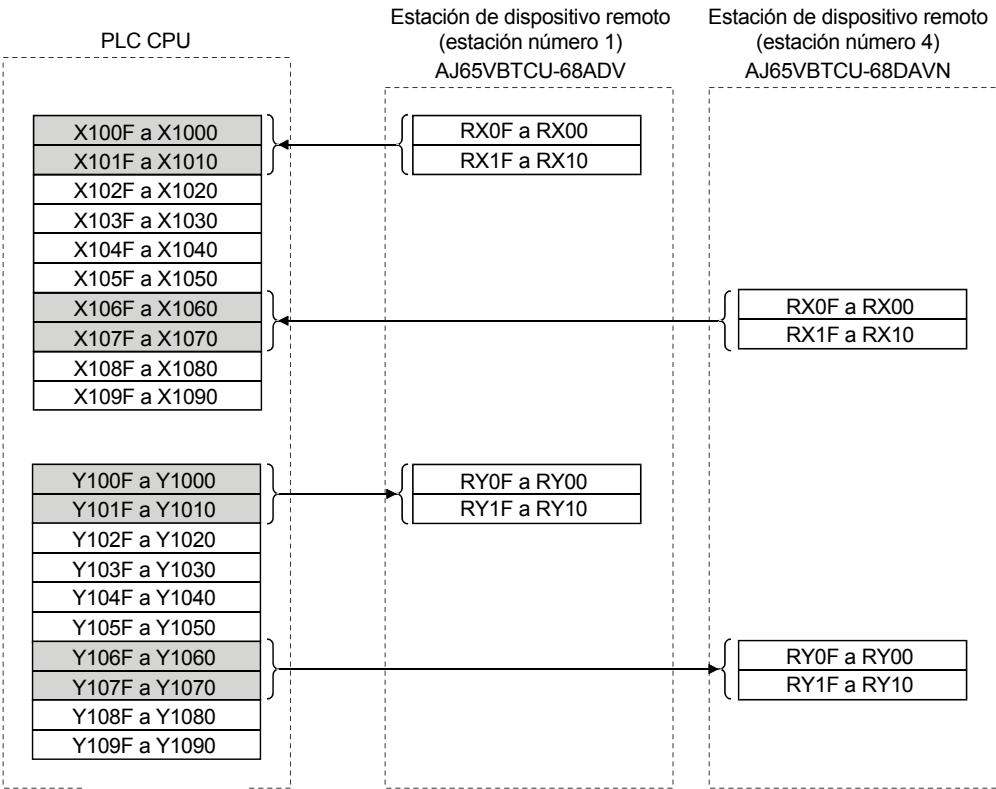 PLC CPU
Estación de dispositivo remoto
(estación número 1)
AJ65VBTCU-68ADV
Estación de dispositivo remoto
(estación número 4)
AJ65VBTCU-68DAVN
X100F a X1000
X101F a X1010
X102F a X1020
X103F a X1030
X104F a X1040
X105F a X1050
X106F a X1060
X107F a X1070
X108F a X1080
X109F a X1090
RX0F a RX00
RX1F a RX10
RX0F a RX00
RX1F a RX10
Y100F a Y1000
Y101F a Y1010
Y102F a Y1020
Y103F a Y1030
Y104F a Y1040
Y105F a Y1050
Y106F a Y1060
Y107F a Y1070
Y108F a Y1080
Y109F a Y1090
RY0F a RY00
RY1F a RY10
RY0F a RY00
RY1F a RY10